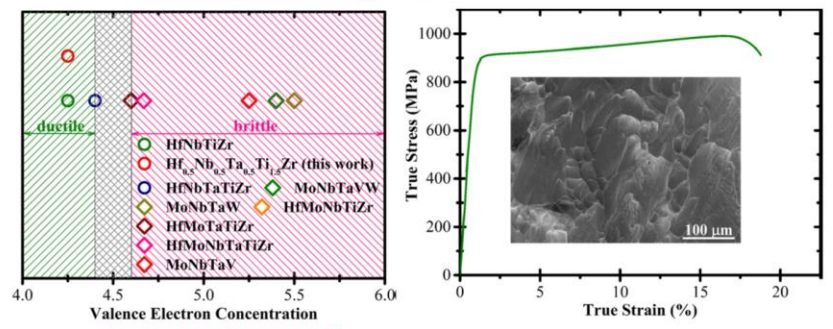 ductile
brittle
HfNbTiZr
Hf0.5Nb0.5Ta0.5Ti1.5Zr (this work)
HfNbTaTiZr MoNbTaVW
MoNbTaW HfMoNbTiZr
HfMoTaTiZr
HfMoNbTaTiZr
MoNbTaV
4.0 4.5 5.0 5.5 6.0
Valence Electron Concentration
True Stress (MPa)
1000
800
600
400
200
0
100 μm
0 5 10 15 20
True Strain (%)